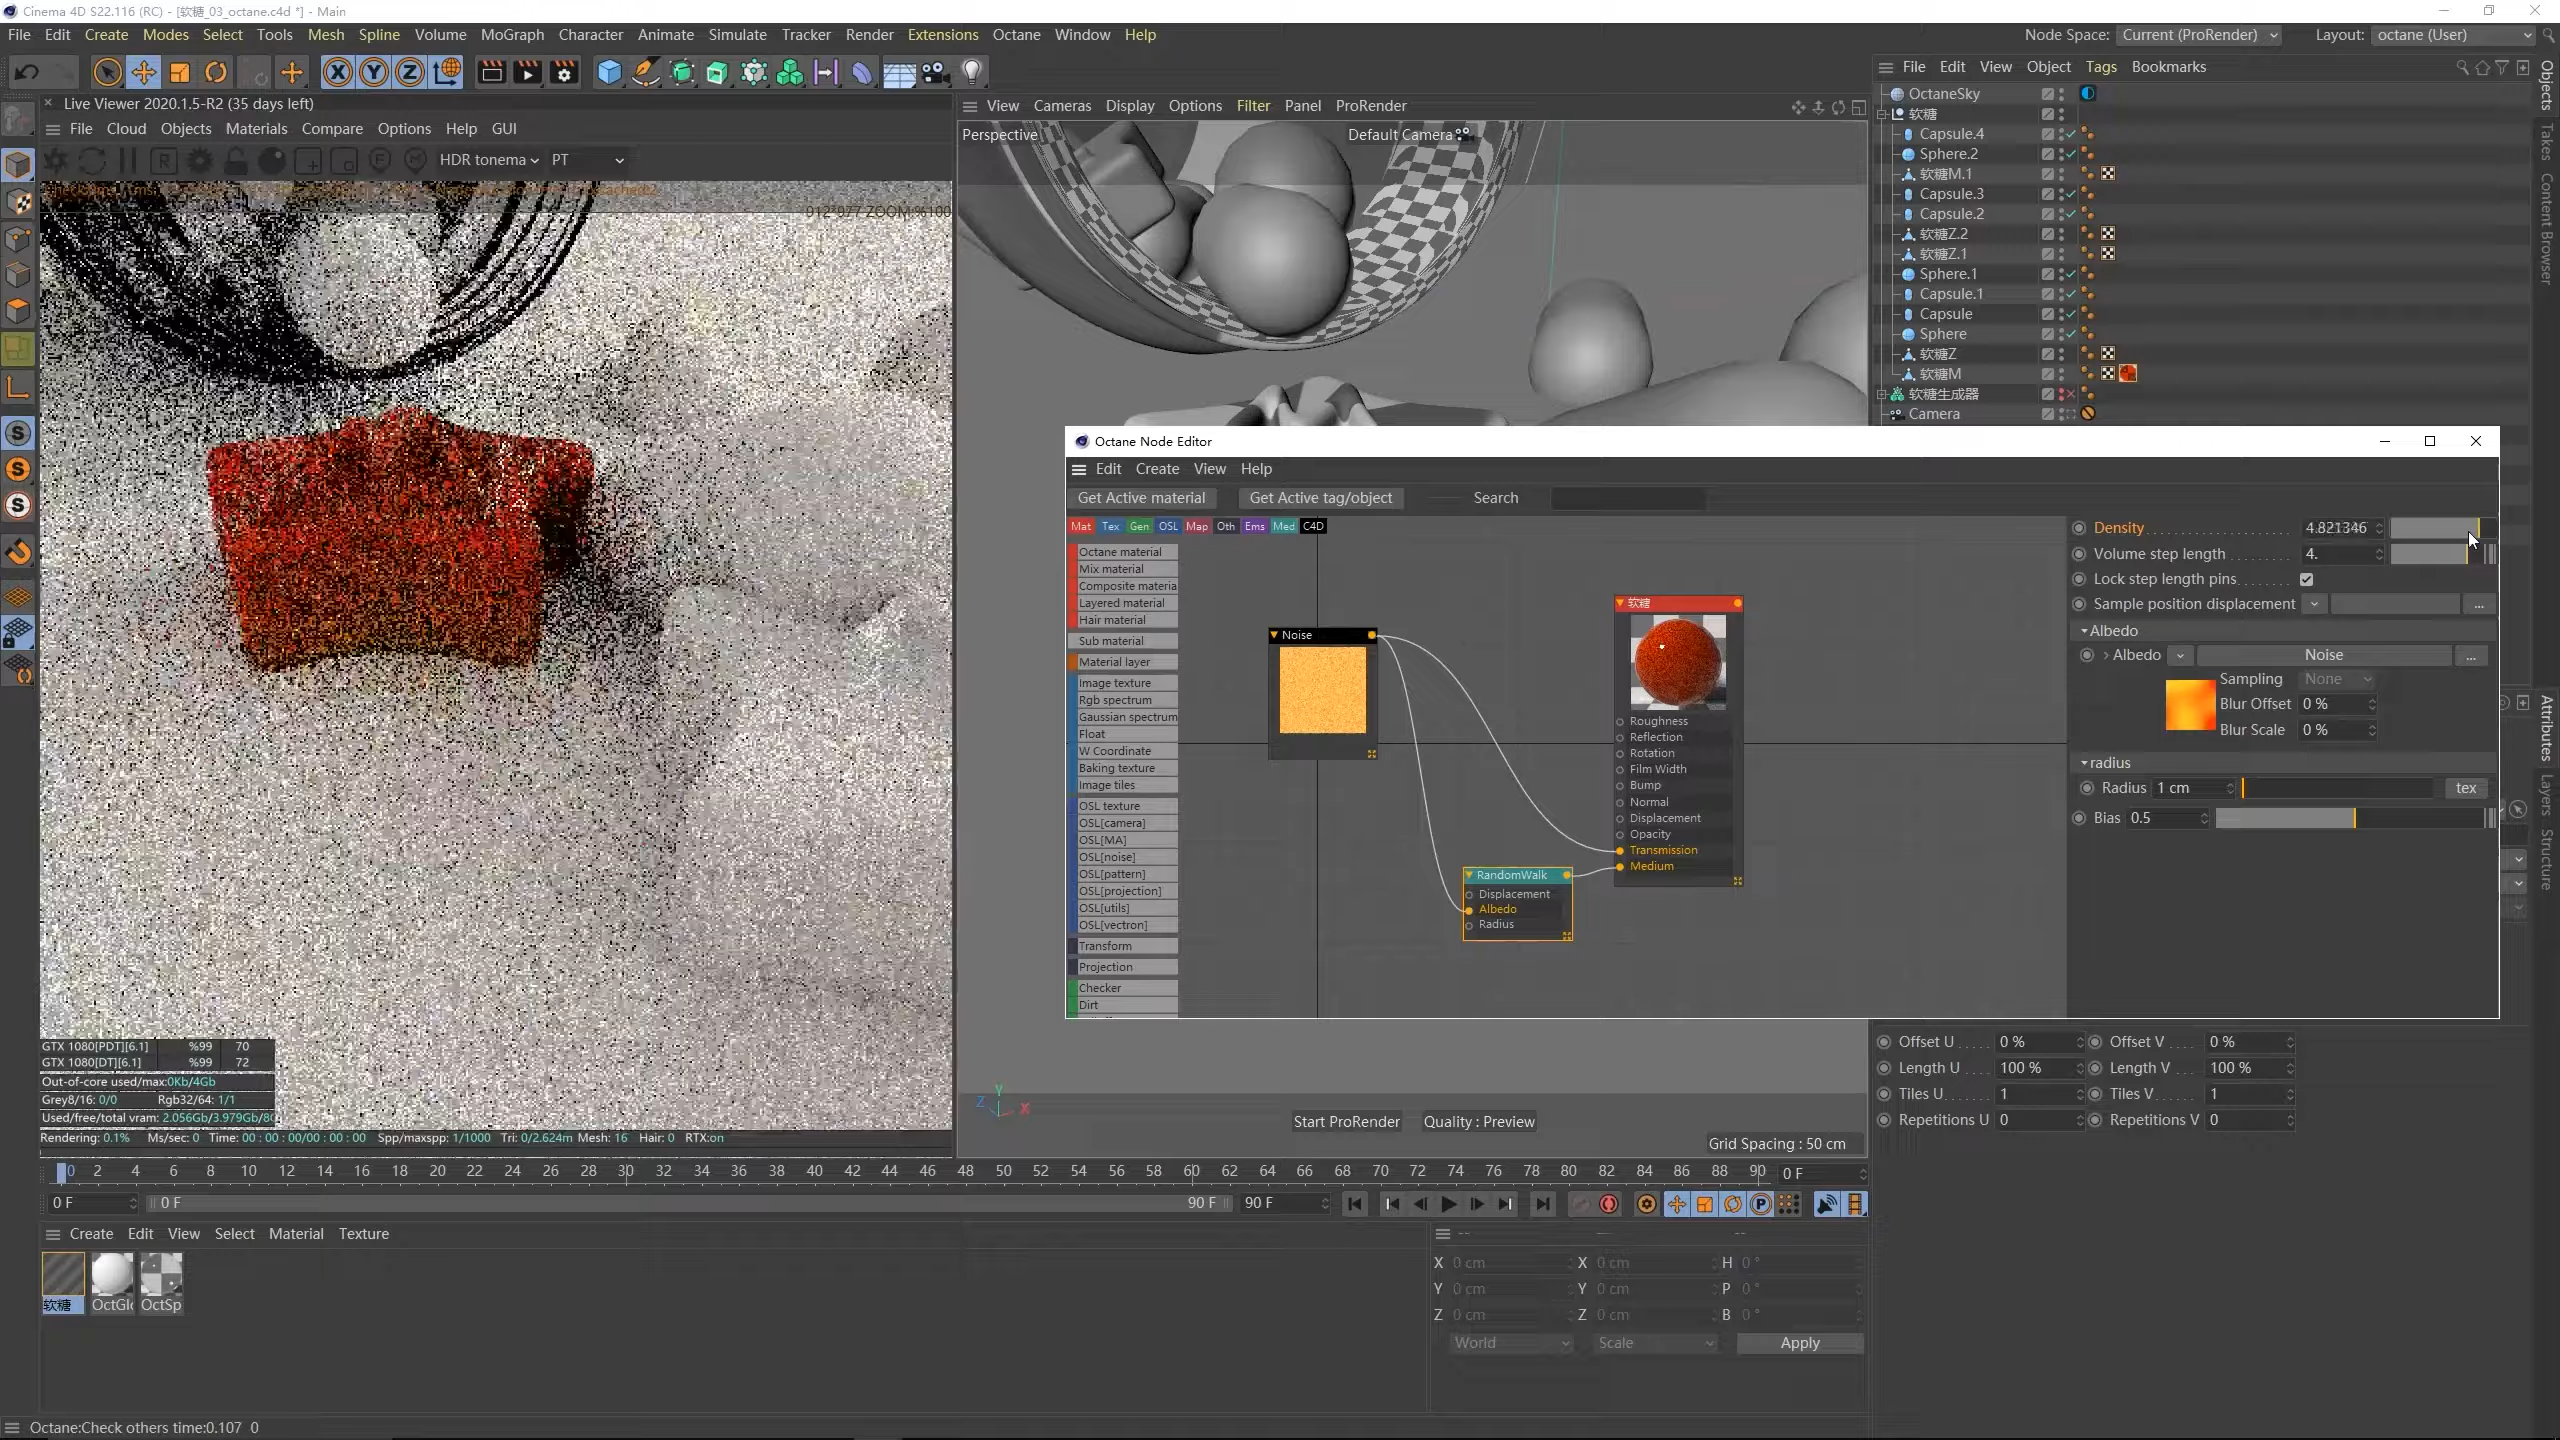 Cinema 4D S22.116 (RC) - [软糖_03_octane.c4d *] - Main
File Edit Create Modes Select Tools Mesh Spline Volume MoGraph Character Animate Simulate Tracker Render Extensions Octane Window Help
Node Space: Current (ProRender) Layout: octane (User)
Live Viewer 2020.1.5-R2 (35 days left)
File Cloud Objects Materials Compare Options Help GUI
HDR tonema PT
912*977 ZOOM:%100
GTX 1080[PDT][6.1] %99 70
GTX 1080[DT][6.1] %99 72
Out-of-core used/max:0Kb/4Gb
Grey8/16: 0/0 Rgb32/64: 1/1
Used/free/total vram: 2.056Gb/3.979Gb/8G
Rendering: 0.1% Ms/sec: 0 Time: 00 : 00 : 00/00 : 00 : 00 Spp/maxspp: 1/1000 Tri: 0/2.624m Mesh: 16 Hair: 0 RTX:on
View Cameras Display Options Filter Panel ProRender
Perspective
Default Camera
Z Y X
Start ProRender Quality : Preview
Grid Spacing : 50 cm
File Edit View Object Tags Bookmarks
OctaneSky
软糖
Capsule.4
Sphere.2
软糖M.1
Capsule.3
Capsule.2
软糖Z.2
软糖Z.1
Sphere.1
Capsule.1
Capsule
Sphere
软糖Z
软糖M
软糖生成器
Camera
Objects
Takes
Content Browser
Attributes
Layers
Structure
Octane Node Editor
Edit Create View Help
Get Active material Get Active tag/object Search
Mat Tex Gen OSL Map Oth Ems Med C4D
Octane material
Mix material
Composite materia
Layered material
Hair material
Sub material
Material layer
Image texture
Rgb spectrum
Gaussian spectrum
Float
W Coordinate
Baking texture
Image tiles
OSL texture
OSL[camera]
OSL[MA]
OSL[noise]
OSL[pattern]
OSL[projection]
OSL[utils]
OSL[vectron]
Transform
Projection
Checker
Dirt
Noise
RandomWalk
Displacement
Albedo
Radius
软糖
Roughness
Reflection
Rotation
Film Width
Bump
Normal
Displacement
Opacity
Transmission
Medium
Density 4.821346
Volume step length 4.
Lock step length pins
Sample position displacement ...
Albedo
Albedo Noise ...
Sampling None
Blur Offset 0 %
Blur Scale 0 %
radius
Radius 1 cm tex
Bias 0.5
Offset U 0 % Offset V 0 %
Length U 100 % Length V 100 %
Tiles U 1 Tiles V 1
Repetitions U 0 Repetitions V 0
0 2 4 6 8 10 12 14 16 18 20 22 24 26 28 30 32 34 36 38 40 42 44 46 48 50 52 54 56 58 60 62 64 66 68 70 72 74 76 78 80 82 84 86 88 90 0 F
0 F 0 F 90 F 90 F
Create Edit View Select Material Texture
软糖 OctGl OctSp
-- -- --
X 0 cm X 0 cm H 0 °
Y 0 cm Y 0 cm P 0 °
Z 0 cm Z 0 cm B 0 °
World Scale Apply
Octane:Check others time:0.107 0